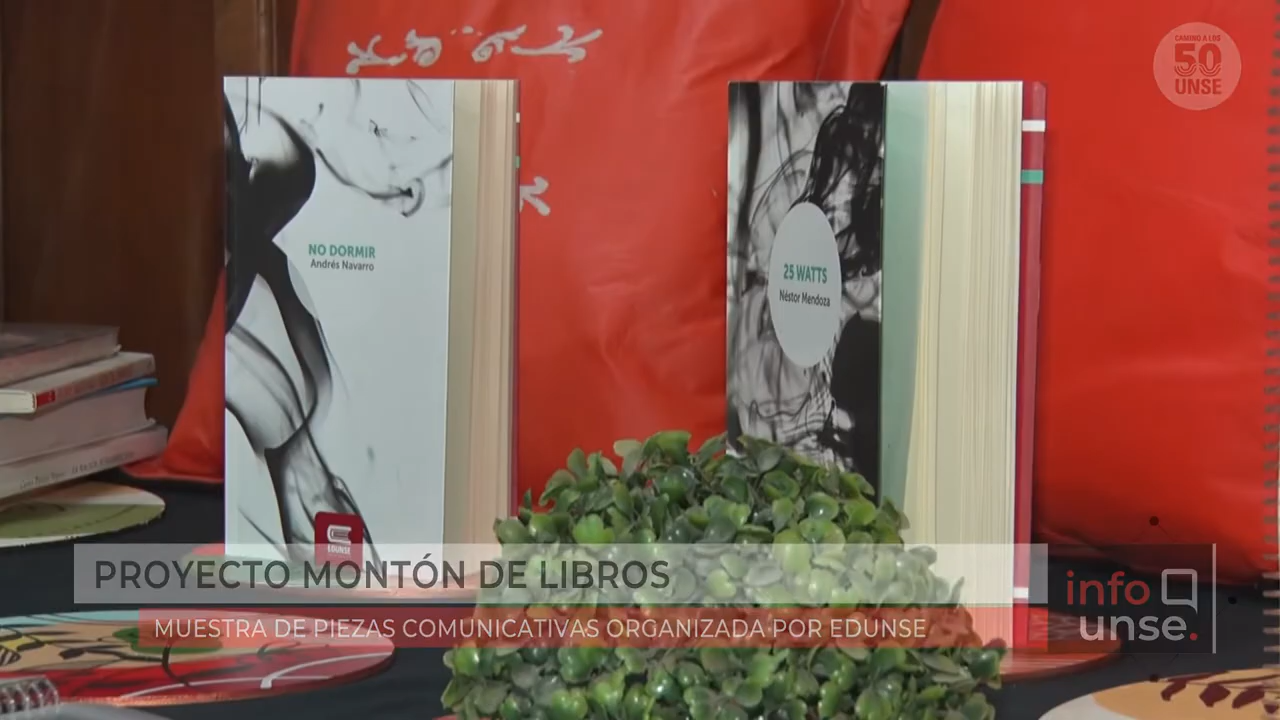 CAMINO A LOS
50
UNSE
NO DORMIR
Andrés Navarro
25 WATTS
Néstor Mendoza
EDUNSE
PROYECTO MONTÓN DE LIBROS
MUESTRA DE PIEZAS COMUNICATIVAS ORGANIZADA POR EDUNSE
info
unse.